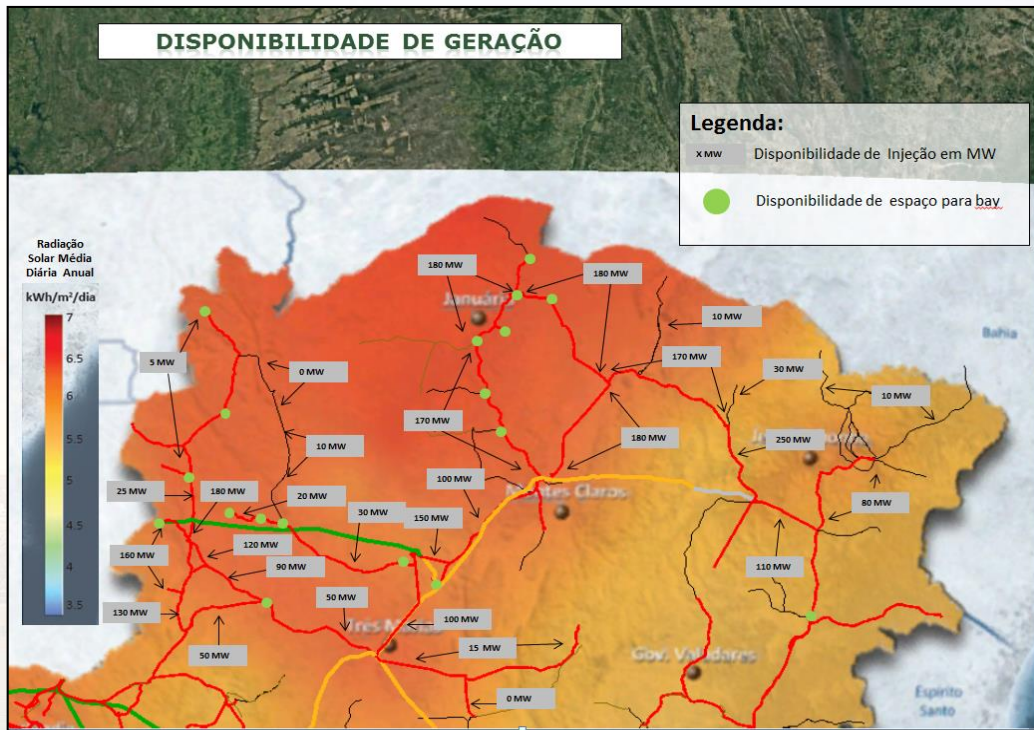 DISPONIBILIDADE DE GERAÇÃO
Legenda:
X MW Disponibilidade de Injeção em MW
Disponibilidade de espaço para bay
Radiação
Solar Média
Diária Anual
kWh/m²/dia
7
6.5
6
5.5
5
4.5
4
3.5
180 MW
180 MW
Januária
10 MW
Bahia
5 MW
0 MW
170 MW
30 MW
10 MW
170 MW
180 MW
10 MW
250 MW
25 MW
180 MW
20 MW
100 MW
Montes Claros
80 MW
30 MW
150 MW
160 MW
120 MW
90 MW
110 MW
130 MW
50 MW
100 MW
Três Marias
50 MW
15 MW
Gov. Valadares
0 MW
Espírito
Santo